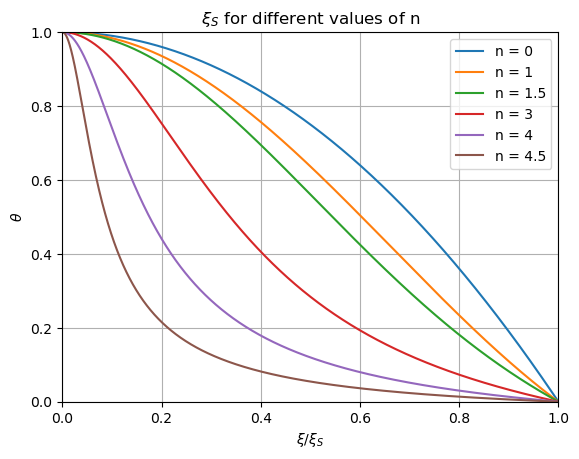 ξ_S for different values of n
n = 0
n = 1
n = 1.5
n = 3
n = 4
n = 4.5
θ
1.0
0.8
0.6
0.4
0.2
0.0
0.0 0.2 0.4 0.6 0.8 1.0
ξ/ξ_S